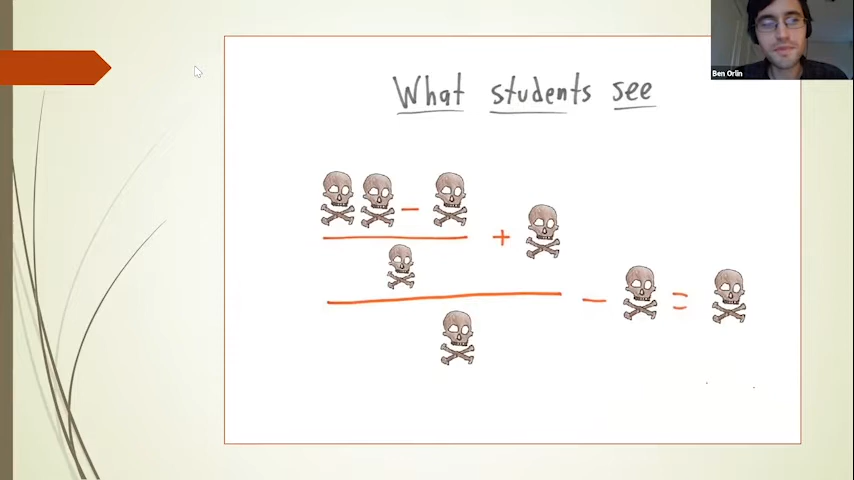 Ben Orlin
What students see
- 
+
- =